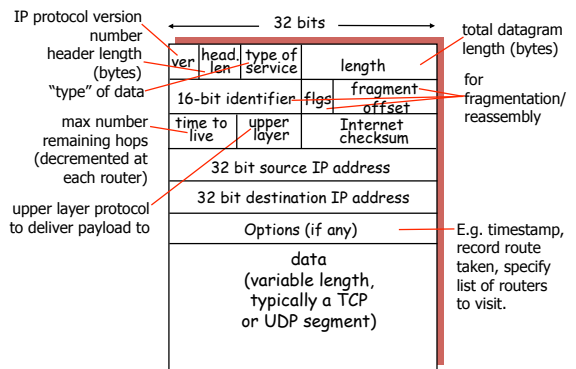 32 bits
IP protocol version
number
header length
(bytes)
“type” of data
ver
head.
len
type of
service
length
total datagram
length (bytes)
16-bit identifier
flgs
fragment
offset
for
fragmentation/
reassembly
max number
remaining hops
(decremented at
each router)
time to
live
upper
layer
Internet
checksum
32 bit source IP address
32 bit destination IP address
upper layer protocol
to deliver payload to
Options (if any)
E.g. timestamp,
record route
taken, specify
list of routers
to visit.
data
(variable length,
typically a TCP
or UDP segment)